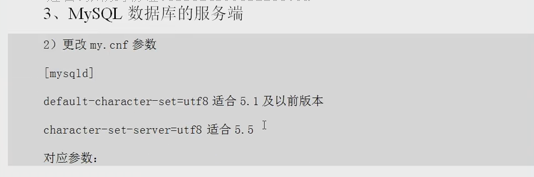 3、MySQL 数据库的服务端
2）更改 my.cnf 参数
[mysqld]
default-character-set=utf8 适合 5.1 及以前版本
character-set-server=utf8 适合 5.5
对应参数：